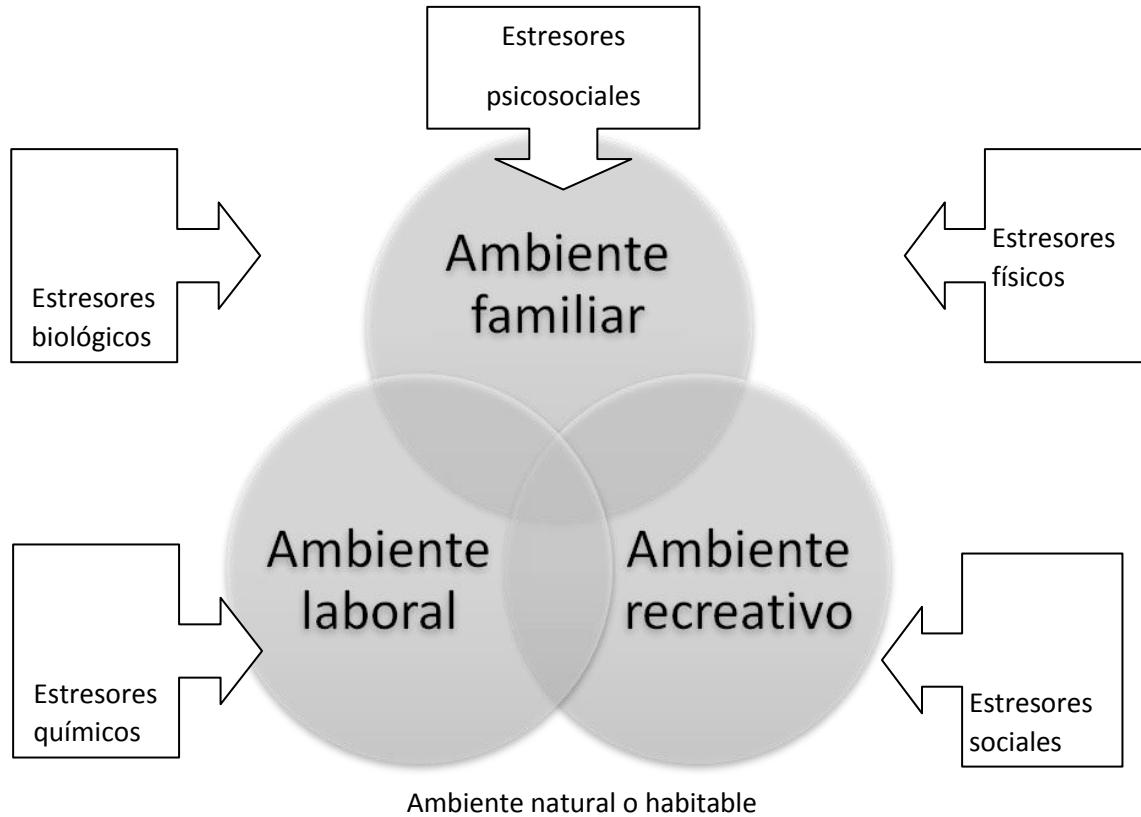 Estresores
psicosociales
Estresores
biológicos
Ambiente
familiar
Estresores
físicos
Ambiente
laboral
Ambiente
recreativo
Estresores
químicos
Estresores
sociales
Ambiente natural o habitable